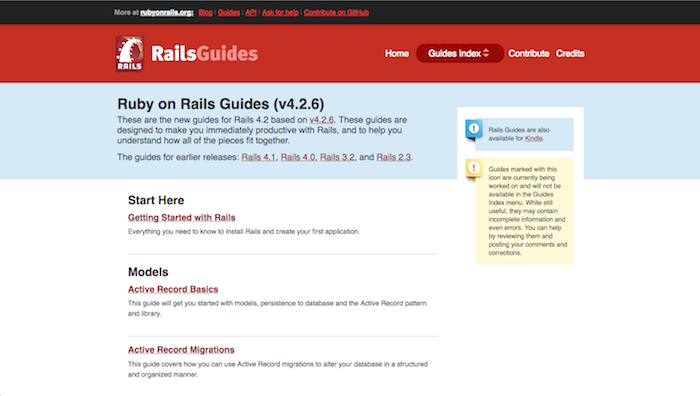 More at rubyonrails.org: Blog | Guides | API | Ask for help | Contribute on GitHub
RAILS
RailsGuides
Home Guides Index Contribute Credits
Ruby on Rails Guides (v4.2.6)
These are the new guides for Rails 4.2 based on v4.2.6. These guides are
designed to make you immediately productive with Rails, and to help you
understand how all of the pieces fit together.
The guides for earlier releases: Rails 4.1, Rails 4.0, Rails 3.2, and Rails 2.3.
Rails Guides are also
available for Kindle.
Guides marked with this
icon are currently being
worked on and will not be
available in the Guides
Index menu. While still
useful, they may contain
incomplete information
and even errors. You can help
by reviewing them and
posting your comments and
corrections.
Start Here
Getting Started with Rails
Everything you need to know to install Rails and create your first application.
Models
Active Record Basics
This guide will get you started with models, persistence to database and the Active Record pattern
and library.
Active Record Migrations
This guide covers how you can use Active Record migrations to alter your database in a structured
and organized manner.